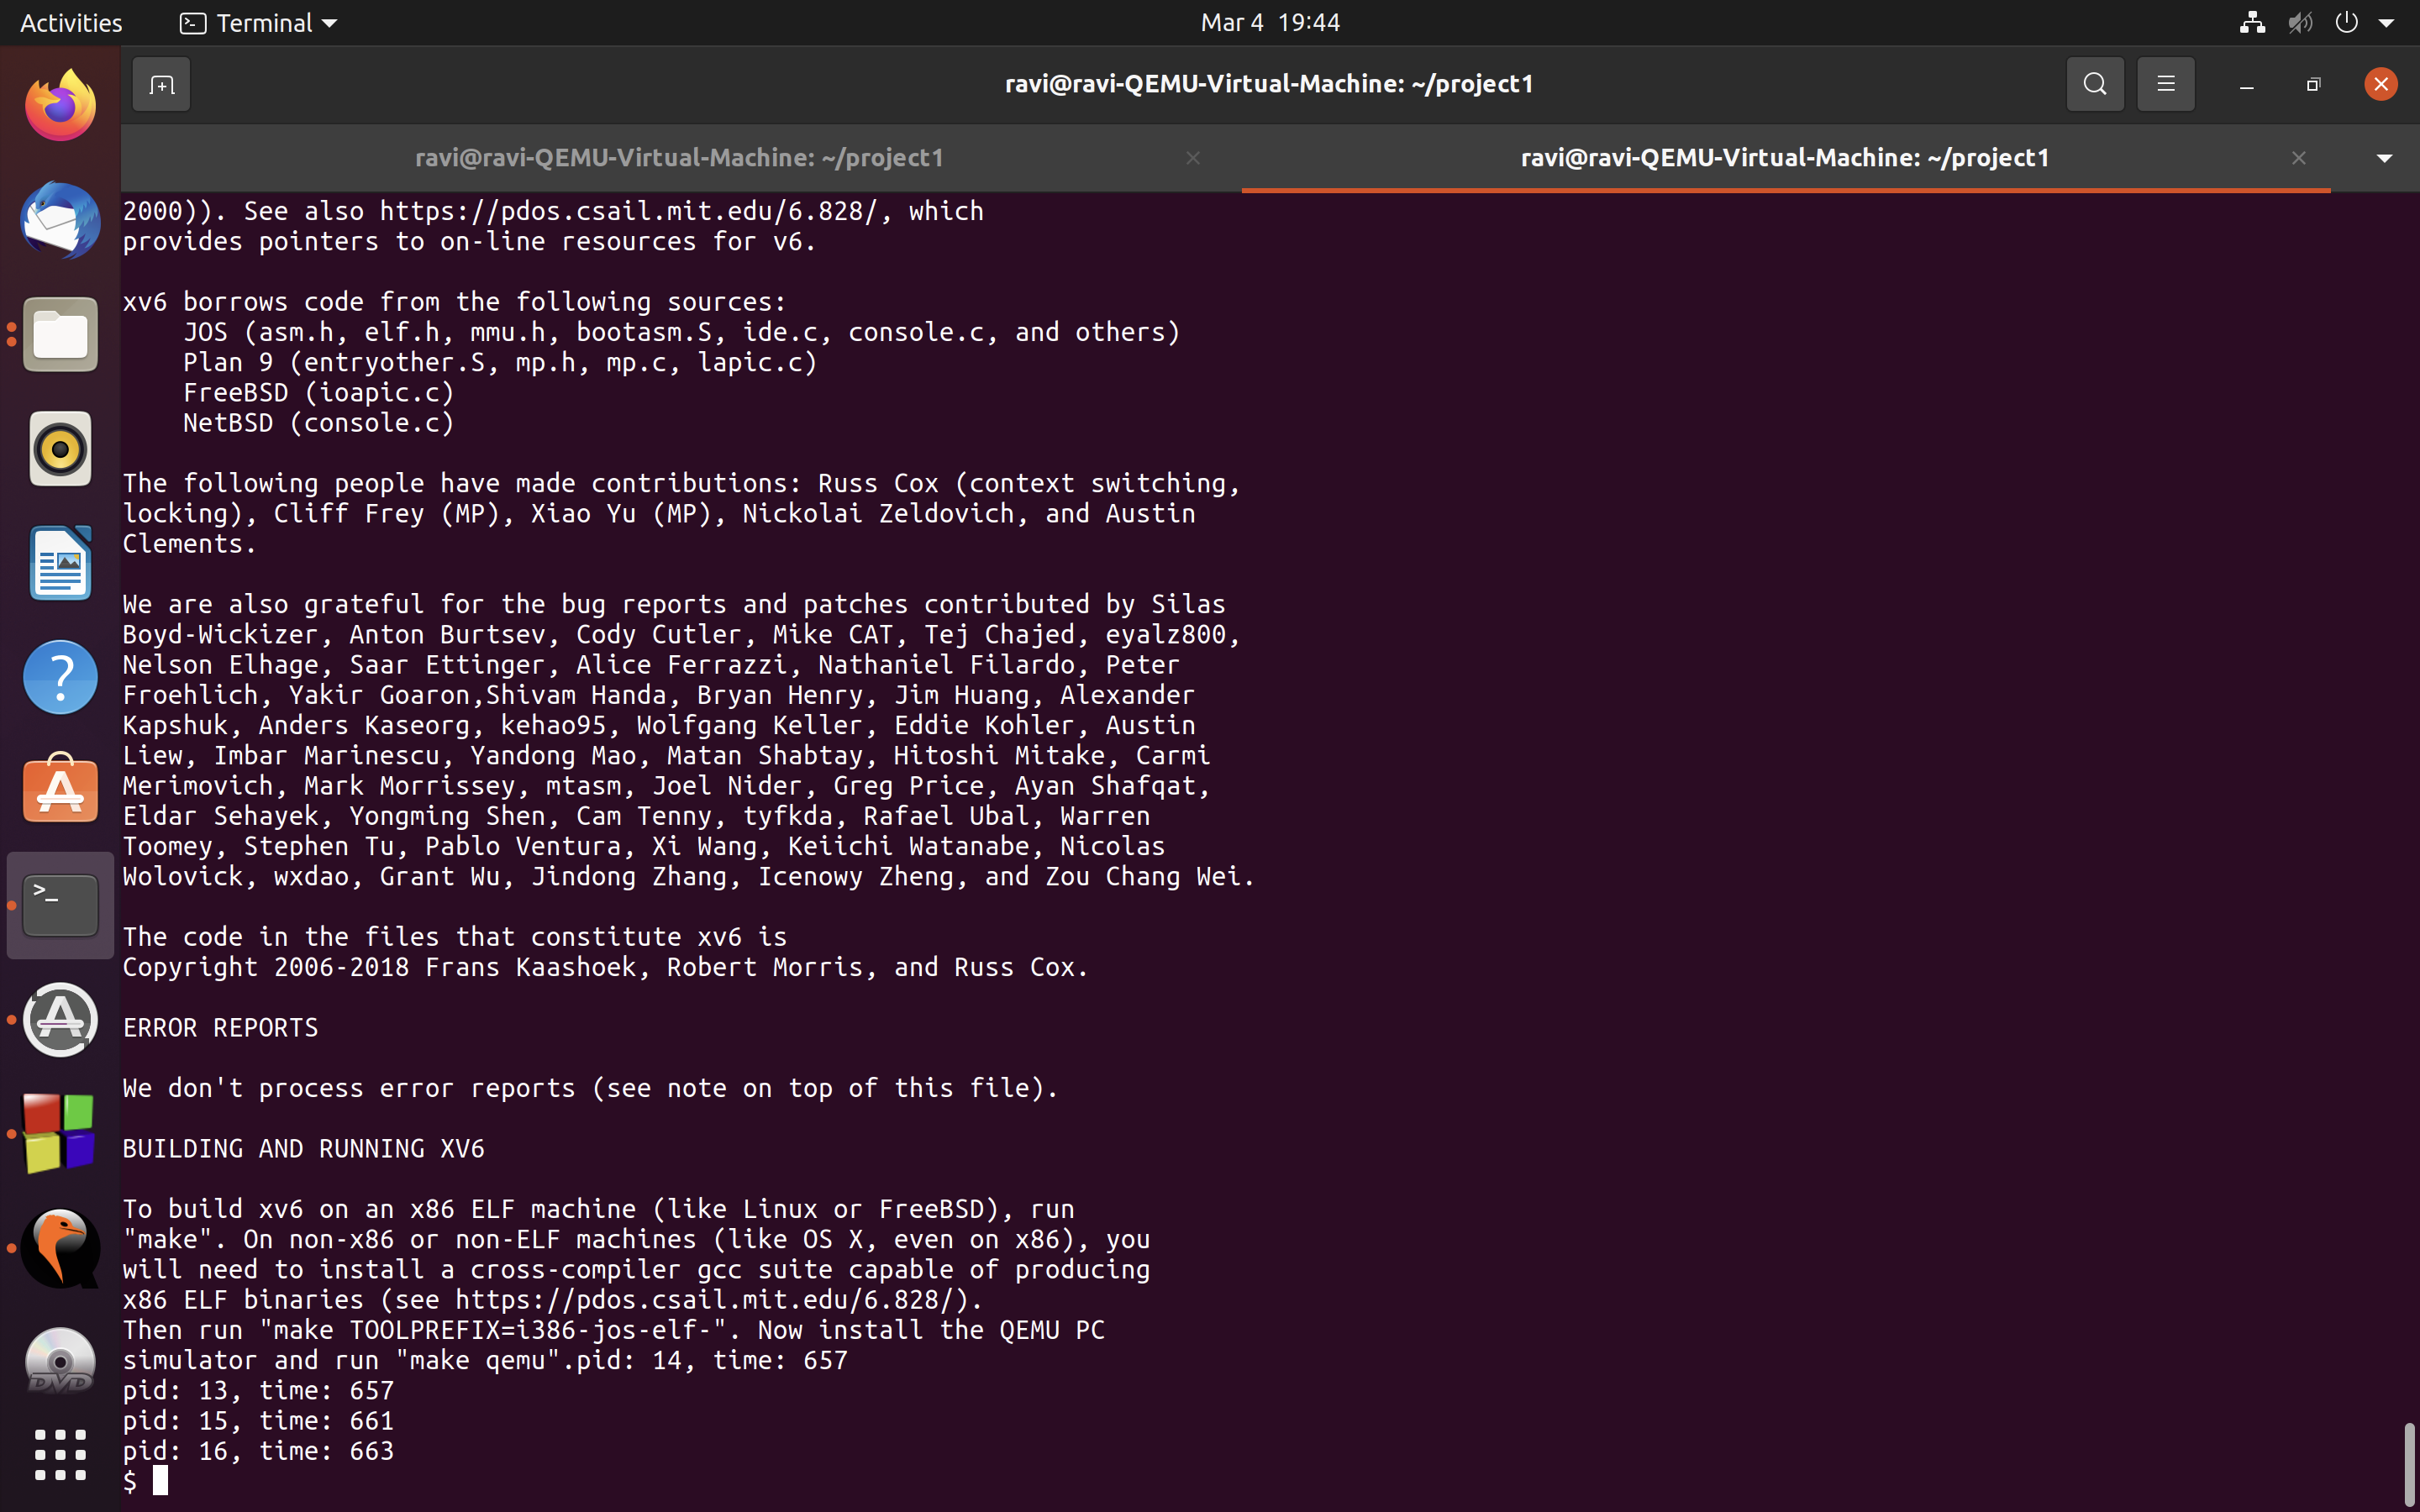 Activities
Terminal
Mar 4 19:44
ravi@ravi-QEMU-Virtual-Machine: ~/project1
ravi@ravi-QEMU-Virtual-Machine: ~/project1
ravi@ravi-QEMU-Virtual-Machine: ~/project1
2000)). See also https://pdos.csail.mit.edu/6.828/, which
provides pointers to on-line resources for v6.
xv6 borrows code from the following sources:
JOS (asm.h, elf.h, mmu.h, bootasm.S, ide.c, console.c, and others)
Plan 9 (entryother.S, mp.h, mp.c, lapic.c)
FreeBSD (ioapic.c)
NetBSD (console.c)
The following people have made contributions: Russ Cox (context switching,
locking), Cliff Frey (MP), Xiao Yu (MP), Nickolai Zeldovich, and Austin
Clements.
We are also grateful for the bug reports and patches contributed by Silas
Boyd-Wickizer, Anton Burtsev, Cody Cutler, Mike CAT, Tej Chajed, eyalz800,
Nelson Elhage, Saar Ettinger, Alice Ferrazzi, Nathaniel Filardo, Peter
Froehlich, Yakir Goaron,Shivam Handa, Bryan Henry, Jim Huang, Alexander
Kapshuk, Anders Kaseorg, kehao95, Wolfgang Keller, Eddie Kohler, Austin
Liew, Imbar Marinescu, Yandong Mao, Matan Shabtay, Hitoshi Mitake, Carmi
Merimovich, Mark Morrissey, mtasm, Joel Nider, Greg Price, Ayan Shafqat,
Eldar Sehayek, Yongming Shen, Cam Tenny, tyfkda, Rafael Ubal, Warren
Toomey, Stephen Tu, Pablo Ventura, Xi Wang, Keiichi Watanabe, Nicolas
Wolovick, wxdao, Grant Wu, Jindong Zhang, Icenowy Zheng, and Zou Chang Wei.
The code in the files that constitute xv6 is
Copyright 2006-2018 Frans Kaashoek, Robert Morris, and Russ Cox.
ERROR REPORTS
We don't process error reports (see note on top of this file).
BUILDING AND RUNNING XV6
To build xv6 on an x86 ELF machine (like Linux or FreeBSD), run
"make". On non-x86 or non-ELF machines (like OS X, even on x86), you
will need to install a cross-compiler gcc suite capable of producing
x86 ELF binaries (see https://pdos.csail.mit.edu/6.828/).
Then run "make TOOLPREFIX=i386-jos-elf-". Now install the QEMU PC
simulator and run "make qemu".pid: 14, time: 657
pid: 13, time: 657
pid: 15, time: 661
pid: 16, time: 663
$
DVD